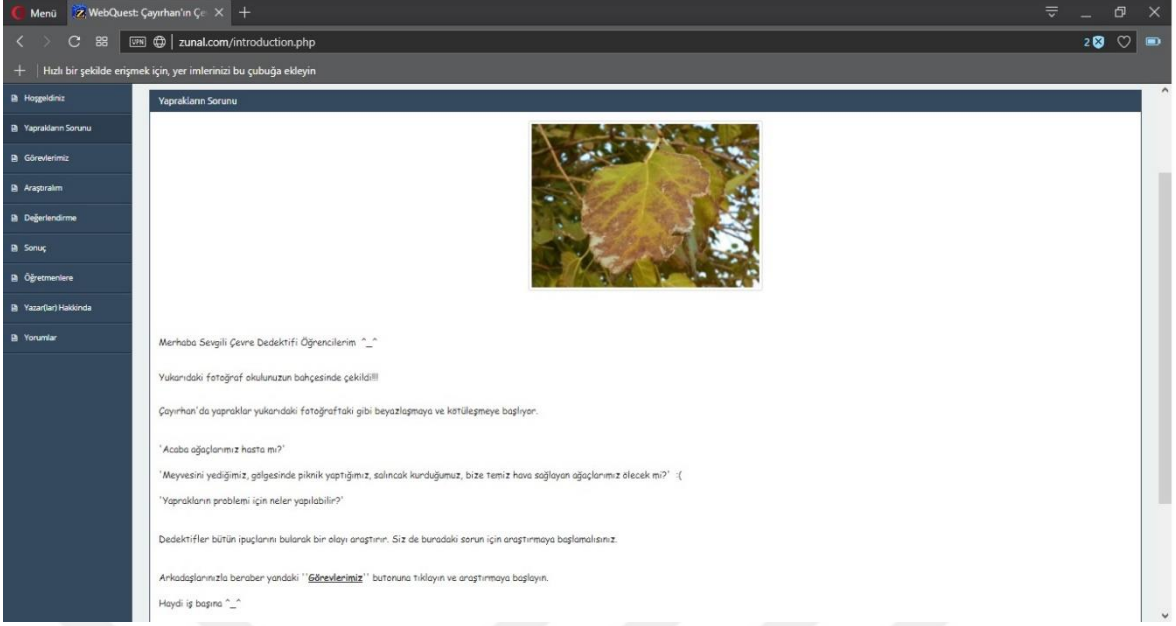 Menü
WebQuest: Çayırhan'ın Çe
zunal.com/introduction.php
VPN
2
Hızlı bir şekilde erişmek için, yer imlerinizi bu çubuğa ekleyin
Hoşgeldiniz
Yaprakların Sorunu
Görevlerimiz
Araştıralım
Değerlendirme
Sonuç
Öğretmenlere
Yazar(lar) Hakkinda
Yorumlar
Yaprakların Sorunu
Merhaba Sevgili Çevre Dedektifi Öğrencilerim ^_^
Yukarıdaki fotoğraf okulunuzun bahçesinde çekildi!!!
Çayırhan'da yapraklar yukarıdaki fotoğraftaki gibi beyazlaşmaya ve kötüleşmeye başlıyor.
'Acaba ağaçlarımız hasta mı?'
'Meyvesini yediğimiz, gölgesinde piknik yaptığımız, salıncak kurduğumuz, bize temiz hava sağlayan ağaçlarımız ölecek mi?' :(
'Yaprakların problemi için neler yapılabilir?'
Dedektifler bütün ipuçlarını bularak bir olayı araştırır. Siz de buradaki sorun için araştırmaya başlamalısınız.
Arkadaşlarınızla beraber yandaki ''Görevlerimiz'' butonuna tıklayın ve araştırmaya başlayın.
Haydi iş başına ^_^